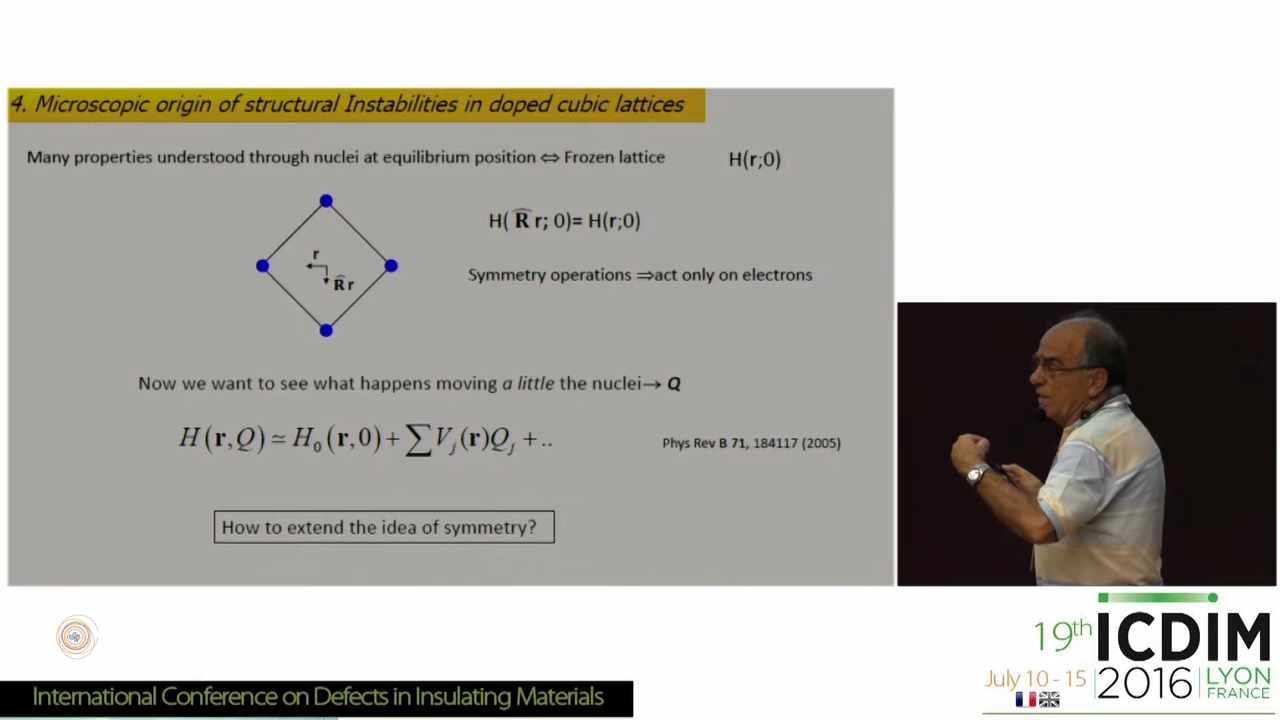 4. Microscopic origin of structural Instabilities in doped cubic lattices
Many properties understood through nuclei at equilibrium position ⇔ Frozen lattice H(r;0)
H( R̂ r; 0)= H(r;0)
r
R̂ r
Symmetry operations ⇒act only on electrons
Now we want to see what happens moving a little the nuclei→ Q
H(r,Q) ≃ H₀(r,0) + ∑ Vⱼ(r)Qⱼ + ..
Phys Rev B 71, 184117 (2005)
How to extend the idea of symmetry?
19th ICDIM
July 10 - 15 2016 LYON FRANCE
International Conference on Defects in Insulating Materials